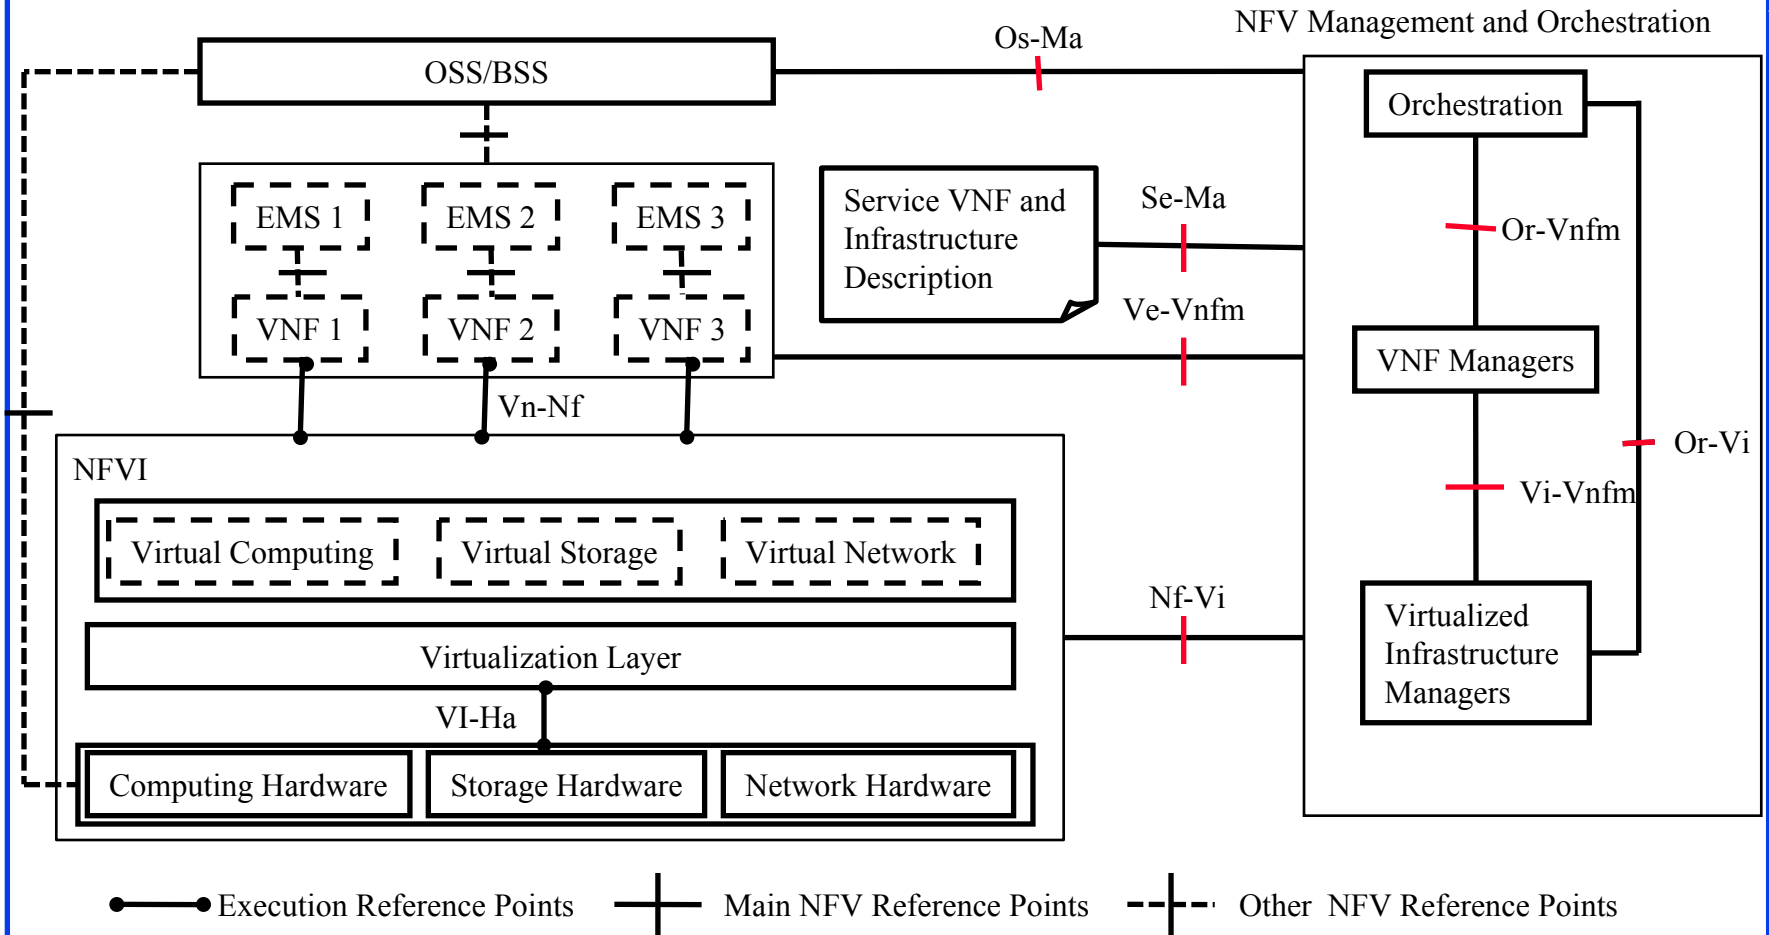 NFV Management and Orchestration
Os-Ma
OSS/BSS
Orchestration
EMS 1
EMS 2
EMS 3
Service VNF and
Infrastructure
Description
Se-Ma
Or-Vnfm
VNF 1
VNF 2
VNF 3
Ve-Vnfm
VNF Managers
Vn-Nf
Or-Vi
NFVI
Vi-Vnfm
Virtual Computing
Virtual Storage
Virtual Network
Nf-Vi
Virtualized
Infrastructure
Managers
Virtualization Layer
VI-Ha
Computing Hardware
Storage Hardware
Network Hardware
Execution Reference Points
Main NFV Reference Points
Other NFV Reference Points